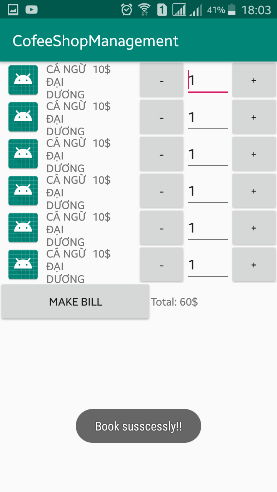 41% 18:03
CofeeShopManagement
CÁ NGỪ 10$ - 1 +
ĐẠI
DƯƠNG
CÁ NGỪ 10$ - 1 +
ĐẠI
DƯƠNG
CÁ NGỪ 10$ - 1 +
ĐẠI
DƯƠNG
CÁ NGỪ 10$ - 1 +
ĐẠI
DƯƠNG
CÁ NGỪ 10$ - 1 +
ĐẠI
DƯƠNG
CÁ NGỪ 10$ - 1 +
ĐẠI
DƯƠNG
MAKE BILL Total: 60$
Book susscessly!!